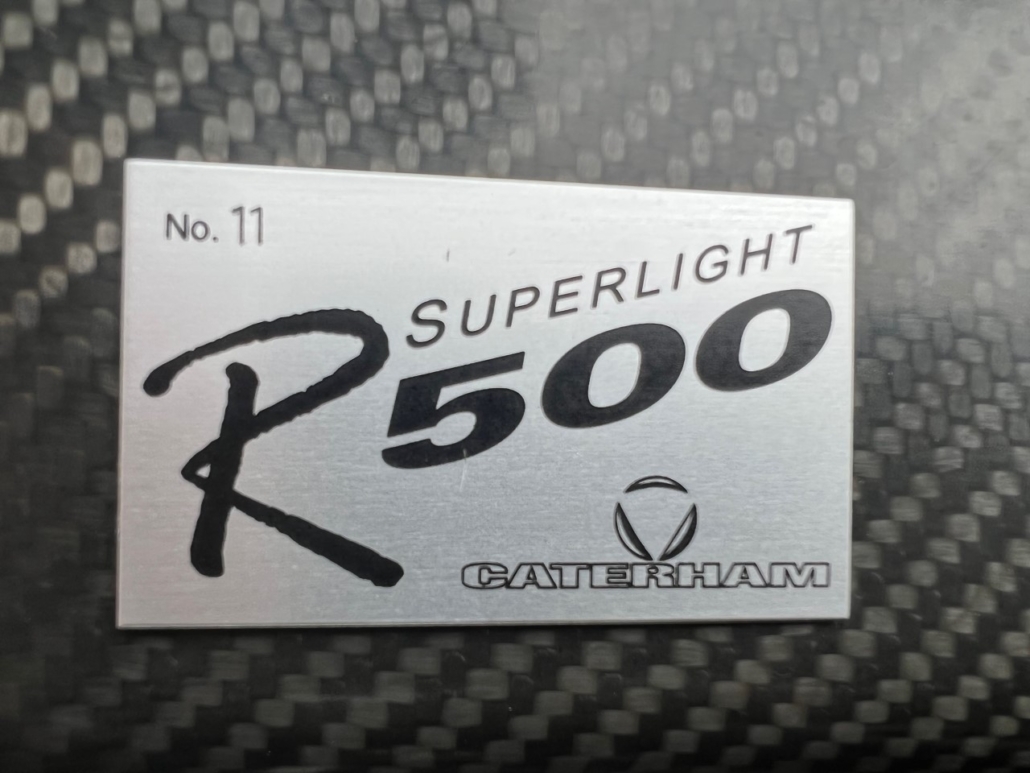 No. 11
SUPERLIGHT
R500
CATERHAM